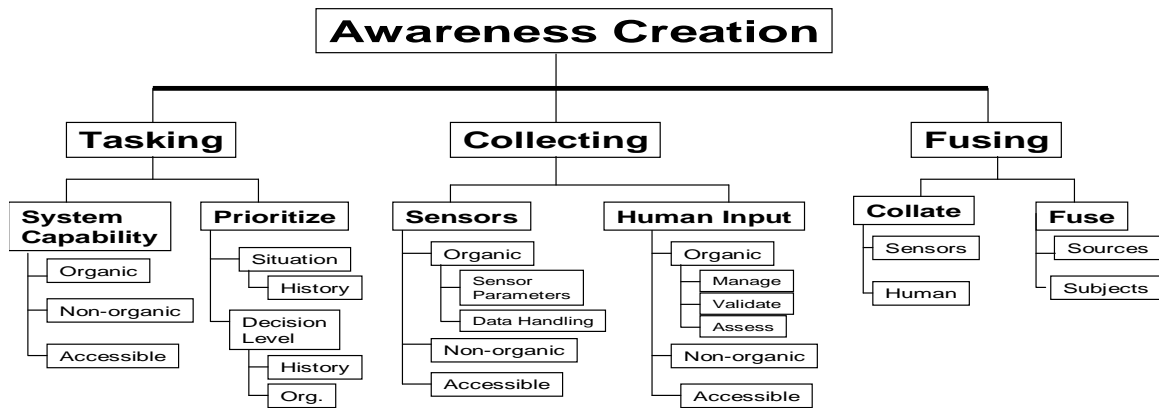 Awareness Creation
Tasking
Collecting
Fusing
System
Capability
Organic
Non-organic
Accessible
Prioritize
Situation
History
Decision
Level
History
Org.
Sensors
Organic
Sensor
Parameters
Data Handling
Non-organic
Accessible
Human Input
Organic
Manage
Validate
Assess
Non-organic
Accessible
Collate
Sensors
Human
Fuse
Sources
Subjects